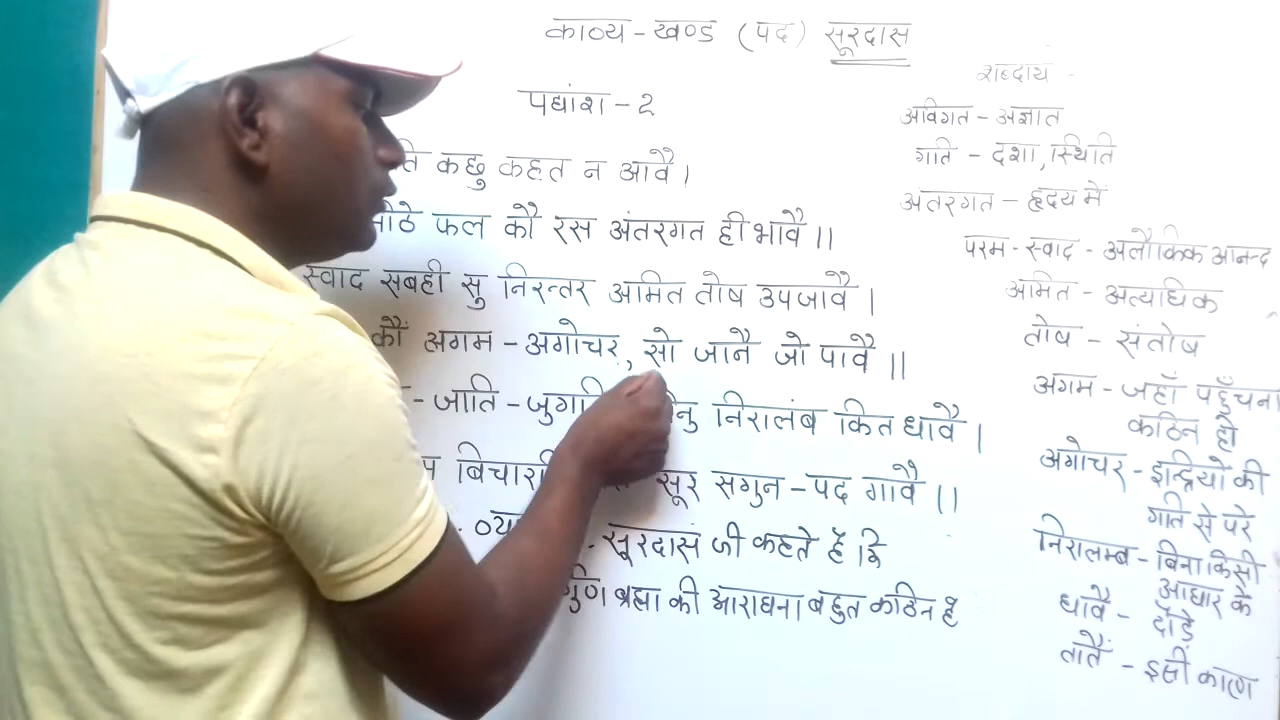 काव्य - खण्ड (पद) सूरदास
पद्यांश - 2
ति कछु कहत न आवै।
मीठे फल कौ रस अंतरगत ही भावै।।
स्वाद सबही सु निरन्तर अमित तोष उपजावै।
कौं अगम - अगोचर, सो जानै जो पावै।।
- जाति - जुगति निरालंब कित धावै।
बिचारहिं सूर सगुन - पद गावै।।
- सूरदास जी कहते हैं कि
ब्रह्म की आराधना बहुत कठिन है
शब्दार्थ -
अविगत - अज्ञात
गति - दशा, स्थिति
अंतरगत - हृदय में
परम - स्वाद - अलौकिक आनन्द
अमित - अत्यधिक
तोष - संतोष
अगम - जहाँ पहुँचना
कठिन हो
अगोचर - इन्द्रियों की
गति से परे
निरालम्ब - बिना किसी
आधार के
धावै - दौड़े
तातैं - इसी कारण